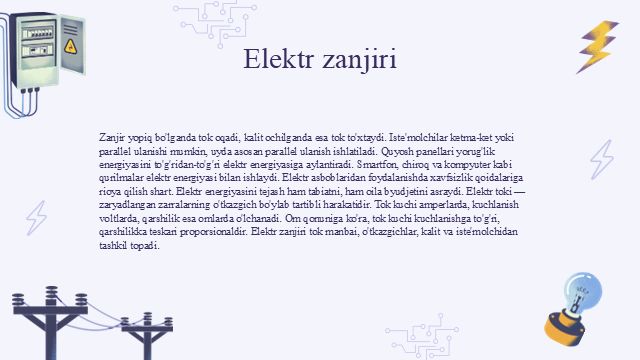 Elektr zanjiri
Zanjir yopiq bo'lganda tok oqadi, kalit ochilganda esa tok to'xtaydi. Iste'molchilar ketma-ket yoki
parallel ulanishi mumkin, uyda asosan parallel ulanish ishlatiladi. Quyosh panellari yorug'lik
energiyasini to'g'ridan-to'g'ri elektr energiyasiga aylantiradi. Smartfon, chiroq va kompyuter kabi
qurilmalar elektr energiyasi bilan ishlaydi. Elektr asboblaridan foydalanishda xavfsizlik qoidalariga
rioya qilish shart. Elektr energiyasini tejash ham tabiatni, ham oila byudjetini asraydi. Elektr toki —
zaryadlangan zarralarning o'tkazgich bo'ylab tartibli harakatidir. Tok kuchi amperlarda, kuchlanish
voltlarda, qarshilik esa omlarda o'lchanadi. Om qonuniga ko'ra, tok kuchi kuchlanishga to'g'ri,
qarshilikka teskari proporsionaldir. Elektr zanjiri tok manbai, o'tkazgichlar, kalit va iste'molchidan
tashkil topadi.